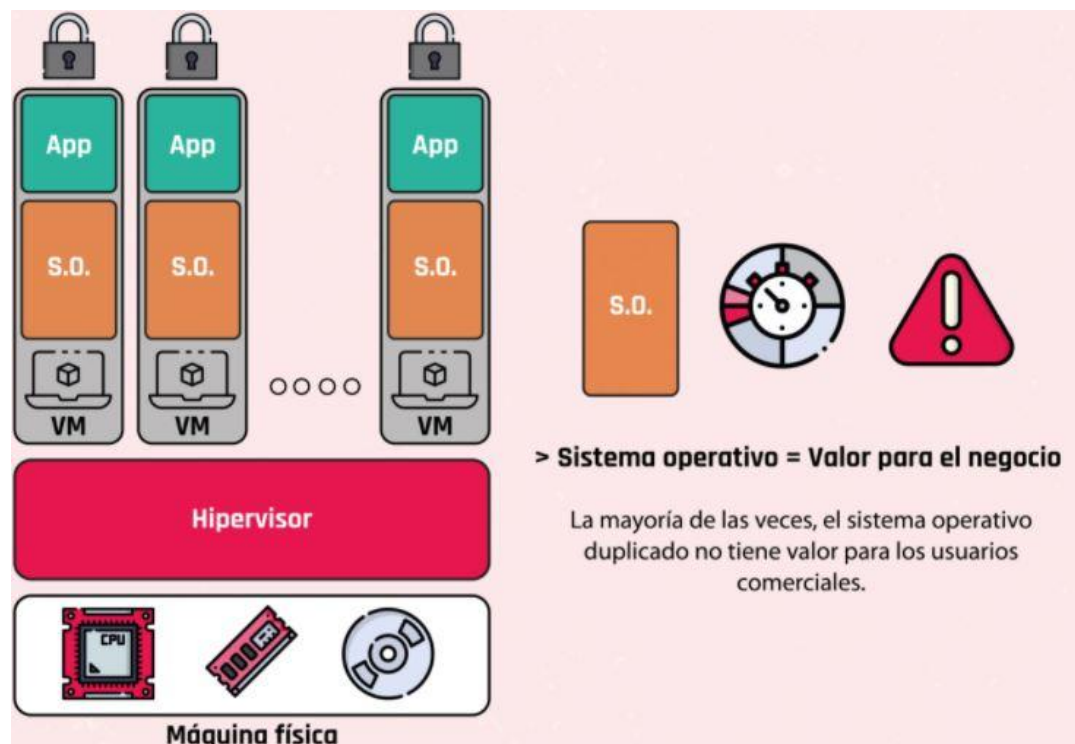 App
App
App
S.O.
S.O.
S.O.
VM
VM
VM
Hipervisor
CPU
Máquina física
S.O.
> Sistema operativo = Valor para el negocio
La mayoría de las veces, el sistema operativo
duplicado no tiene valor para los usuarios
comerciales.